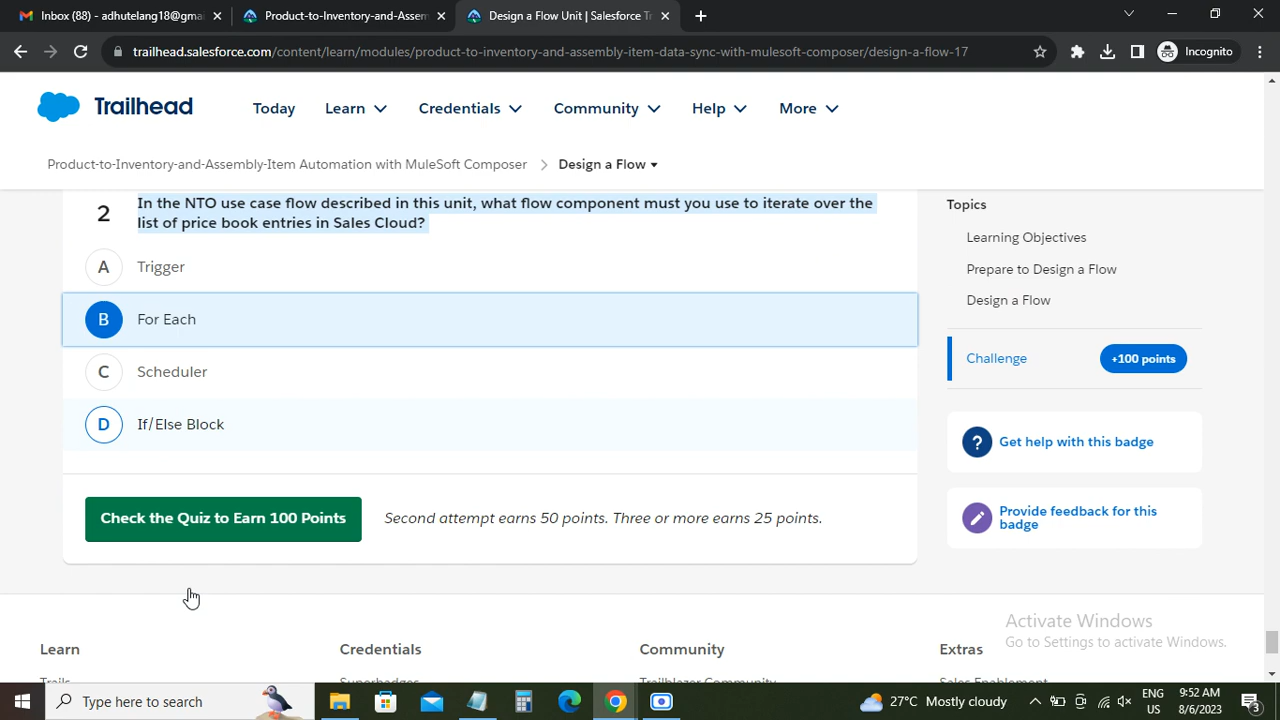 Inbox (88) - adhutelang18@gma
Product-to-Inventory-and-Assem
Design a Flow Unit | Salesforce Tr
trailhead.salesforce.com/content/learn/modules/product-to-inventory-and-assembly-item-data-sync-with-mulesoft-composer/design-a-flow-17
Incognito
Trailhead
Today
Learn
Credentials
Community
Help
More
Product-to-Inventory-and-Assembly-Item Automation with MuleSoft Composer
Design a Flow
2
In the NTO use case flow described in this unit, what flow component must you use to iterate over the
list of price book entries in Sales Cloud?
A Trigger
B For Each
C Scheduler
D If/Else Block
Check the Quiz to Earn 100 Points
Second attempt earns 50 points. Three or more earns 25 points.
Topics
Learning Objectives
Prepare to Design a Flow
Design a Flow
Challenge
+100 points
? Get help with this badge
Provide feedback for this
badge
Activate Windows
Go to Settings to activate Windows.
Learn
Credentials
Community
Extras
Trails
Superbadges
Trailblazer Community
Sales Enablement
Type here to search
27°C Mostly cloudy
ENG
US
9:52 AM
8/6/2023
3